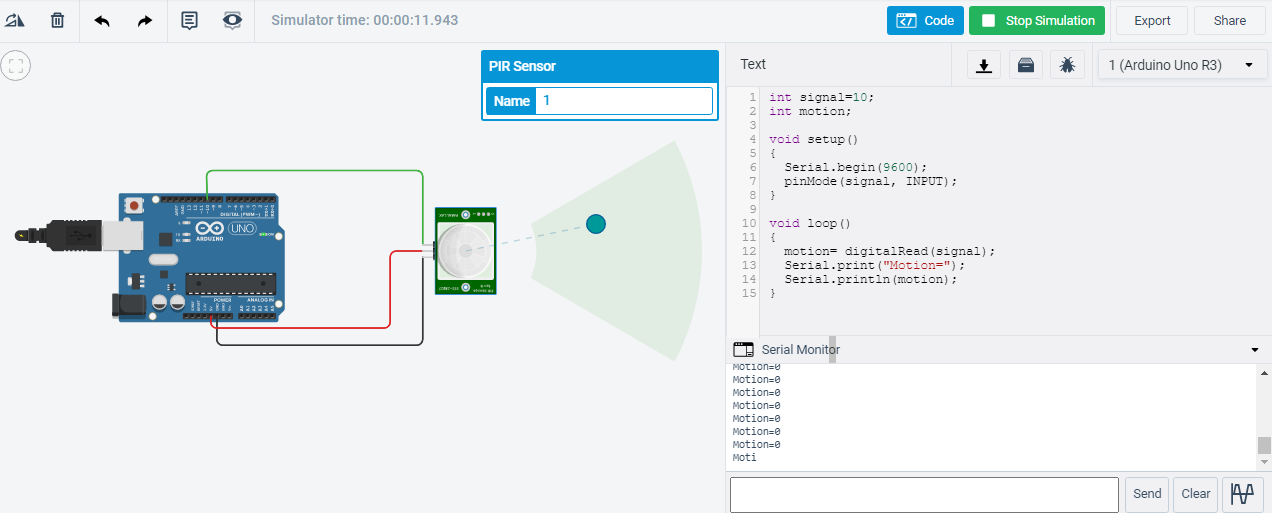 Simulator time: 00:00:11.943
Code
Stop Simulation
Export
Share
PIR Sensor
Name 1
Text
1 (Arduino Uno R3)
DIGITAL (PWM~)
UNO
ARDUINO
POWER
ANALOG IN
1 int signal=10;
2 int motion;
3
4 void setup()
5 {
6 Serial.begin(9600);
7 pinMode(signal, INPUT);
8 }
9
10 void loop()
11 {
12 motion= digitalRead(signal);
13 Serial.print("Motion=");
14 Serial.println(motion);
15 }
Serial Monitor
Motion=0
Motion=0
Motion=0
Motion=0
Motion=0
Motion=0
Motion=0
Moti
Send
Clear